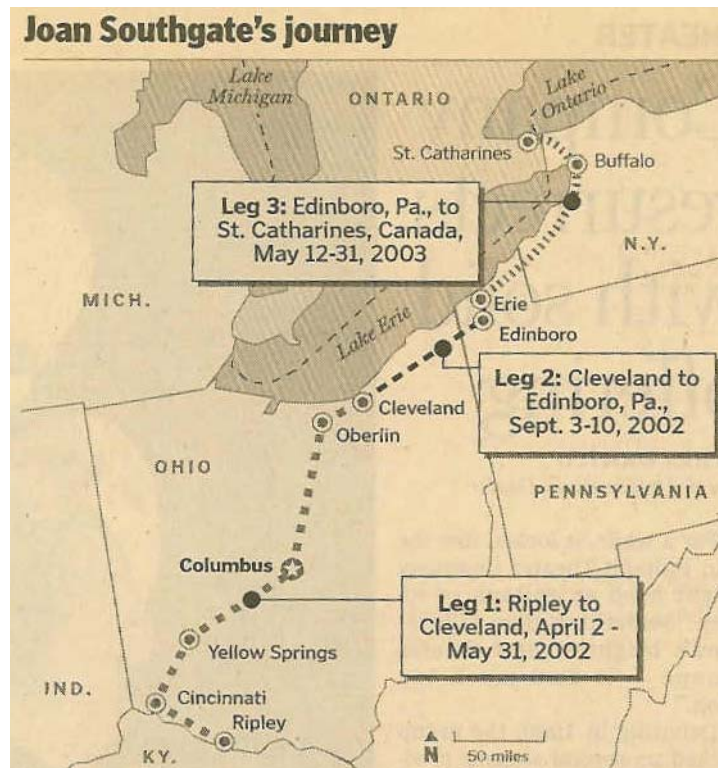 Joan Southgate's journey
Lake
Michigan
ONTARIO
Lake
Ontario
St. Catharines
Buffalo
Leg 3: Edinboro, Pa., to
St. Catharines, Canada,
May 12-31, 2003
N.Y.
MICH.
Erie
Lake Erie
Edinboro
Leg 2: Cleveland to
Edinboro, Pa.,
Sept. 3-10, 2002
Cleveland
Oberlin
OHIO
PENNSYLVANIA
Columbus
Leg 1: Ripley to
Cleveland, April 2 -
May 31, 2002
Yellow Springs
IND.
Cincinnati
Ripley
KY.
N
50 miles